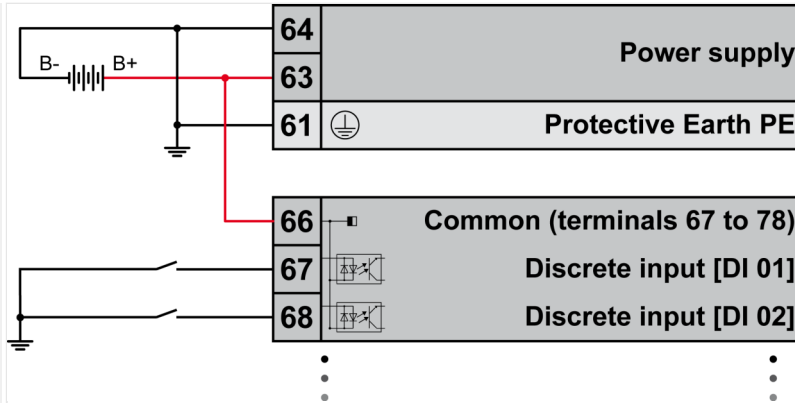 64
Power supply
B- B+
63
61 Protective Earth PE
66 Common (terminals 67 to 78)
67 Discrete input [DI 01]
68 Discrete input [DI 02]